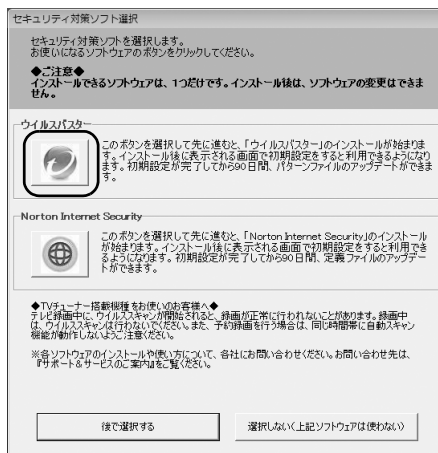 セキュリティ対策ソフト選択
セキュリティ対策ソフトを選択します。
お使いになるソフトウェアのボタンをクリックしてください。
◆ご注意◆
インストールできるソフトウェアは、1つだけです。インストール後は、ソフトウェアの変更はできま
せん。
ウイルスバスター
このボタンを選択して先に進むと、「ウイルスバスター」のインストールが始まりま
す。インストール後に表示される画面で初期設定をすると利用できるようになり
ます。初期設定が完了してから90日間、パターンファイルのアップデートができま
す。
Norton Internet Security
このボタンを選択して先に進むと、「Norton Internet Security」のインストール
が始まります。インストール後に表示される画面で初期設定をすると利用でき
るようになります。初期設定が完了してから90日間、定義ファイルのアップデー
トができます。
◆TVチューナー搭載機種をお使いのお客様へ◆
テレビ録画中に、ウイルススキャンが開始されると、録画が正常に行われないことがあります。録画中
は、ウイルススキャンは行わないでください。また、予約録画を行う場合は、同じ時間帯に自動スキャン
機能が動作しないようご注意ください。
※各ソフトウェアのインストールや使い方について、各社にお問い合わせください。お問い合わせ先は、
『サポート&サービスのご案内』をご覧ください。
後で選択する
選択しない(上記ソフトウェアは使わない)